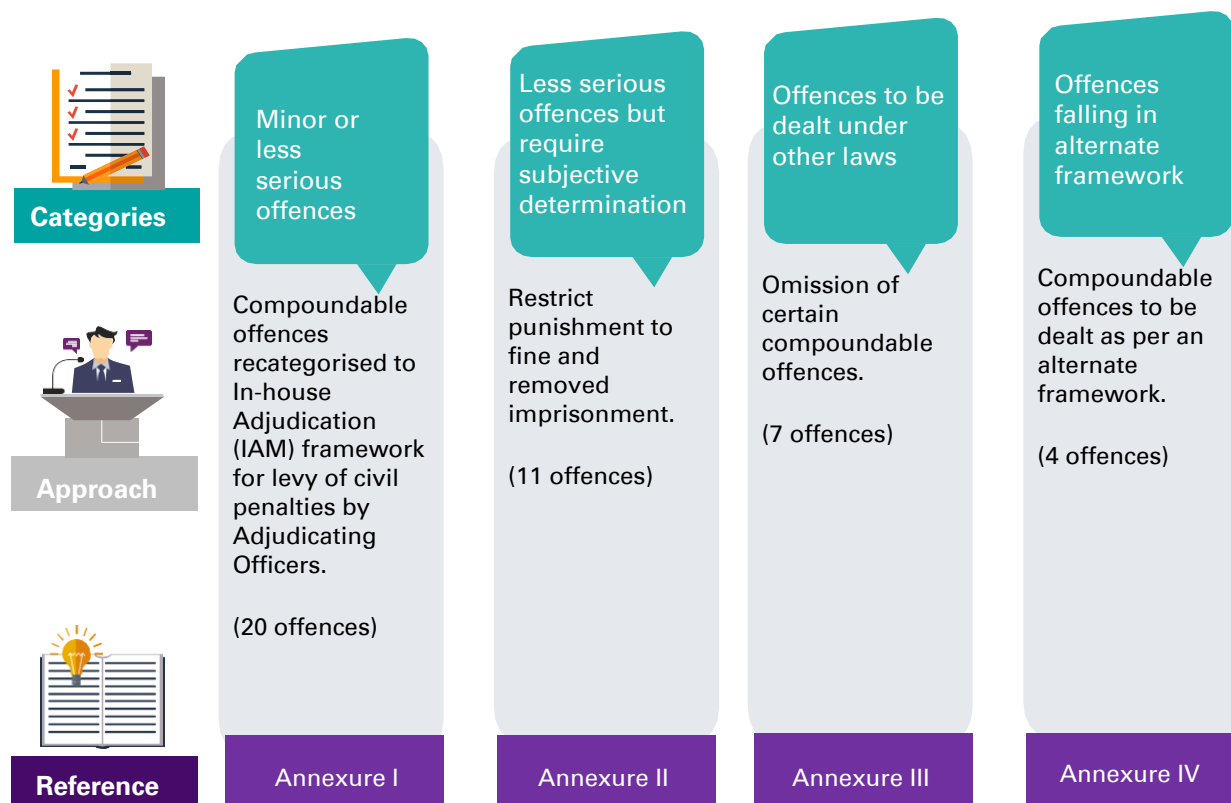 Categories
Minor or
less
serious
offences
Less serious
offences but
require
subjective
determination
Offences to be
dealt under
other laws
Offences
falling in
alternate
framework
Approach
Compoundable
offences
recategorised to
In-house
Adjudication
(IAM) framework
for levy of civil
penalties by
Adjudicating
Officers.
(20 offences)
Restrict
punishment to
fine and
removed
imprisonment.
(11 offences)
Omission of
certain
compoundable
offences.
(7 offences)
Compoundable
offences to be
dealt as per an
alternate
framework.
(4 offences)
Reference
Annexure I
Annexure II
Annexure III
Annexure IV